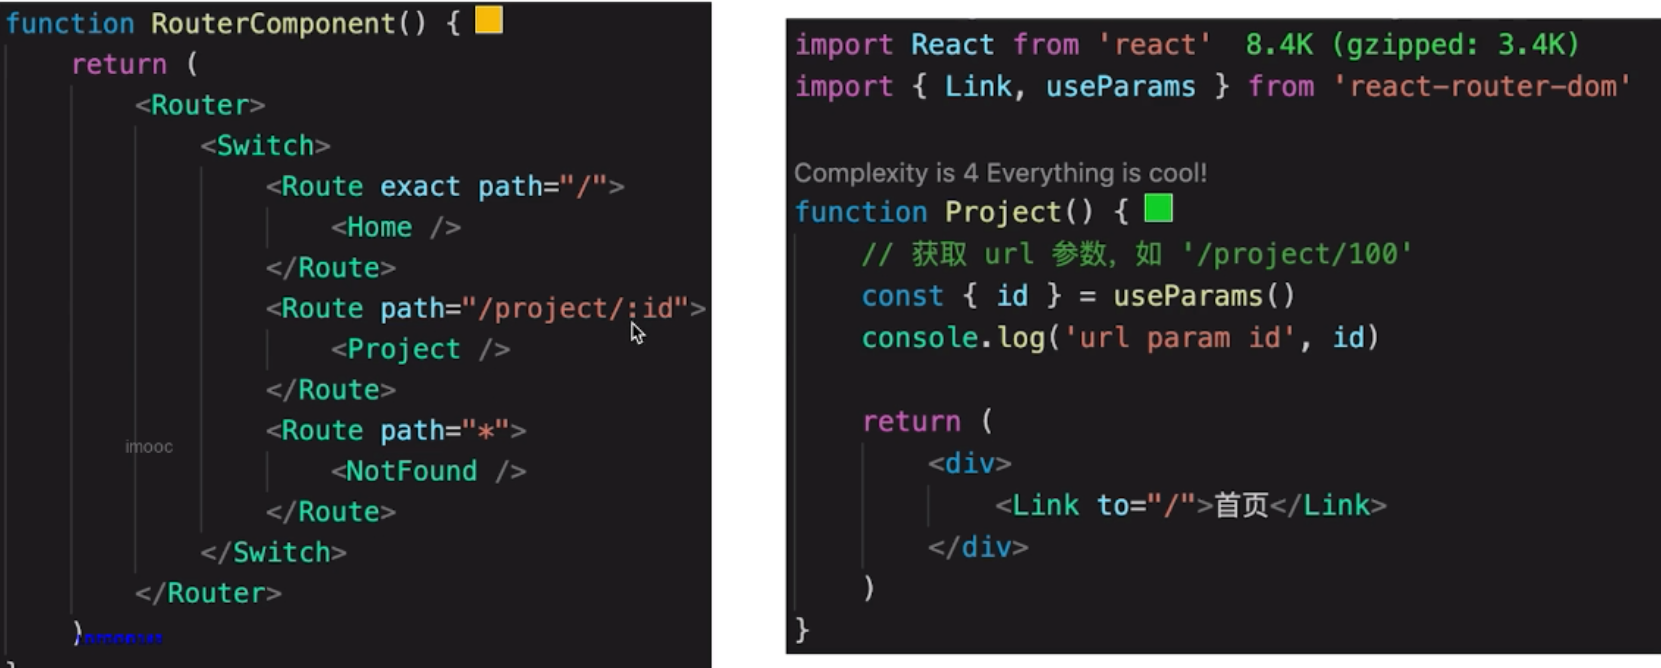 function RouterComponent() {
return (
<Router>
<Switch>
<Route exact path="/">
<Home />
</Route>
<Route path="/project/:id">
<Project />
</Route>
<Route path="*">
<NotFound />
</Route>
</Switch>
</Router>
)
imooc
import React from 'react' 8.4K (gzipped: 3.4K)
import { Link, useParams } from 'react-router-dom'
Complexity is 4 Everything is cool!
function Project() {
// 获取 url 参数，如 '/project/100'
const { id } = useParams()
console.log('url param id', id)
return (
<div>
<Link to="/">首页</Link>
</div>
)
}